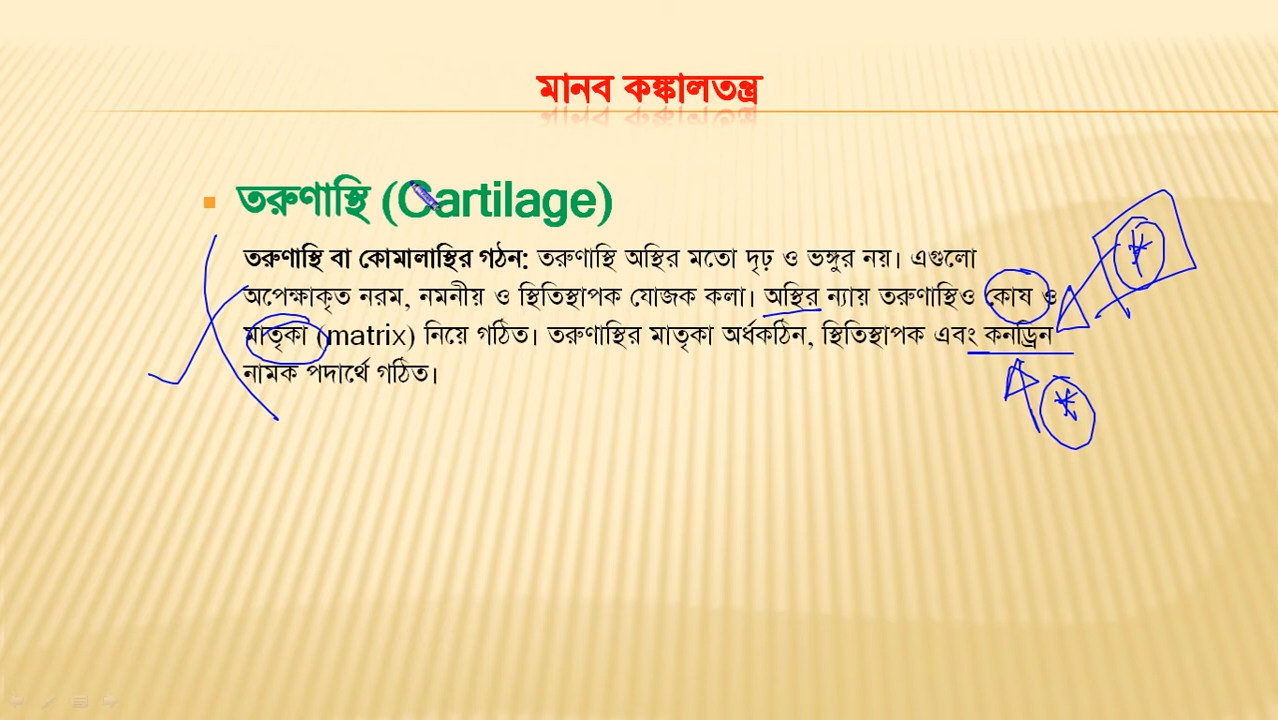 মানব কঙ্কালতন্ত্র
তরুণাস্থি (Cartilage)
তরুণাস্থি বা কোমালাস্থির গঠন: তরুণাস্থি অস্থির মতো দৃঢ় ও ভঙ্গুর নয়। এগুলো
অপেক্ষাকৃত নরম, নমনীয় ও স্থিতিস্থাপক যোজক কলা। অস্থির ন্যায় তরুণাস্থিও কোষ ও
মাতৃকা (matrix) নিয়ে গঠিত। তরুণাস্থির মাতৃকা অর্ধকঠিন, স্থিতিস্থাপক এবং কনড্রিন
নামক পদার্থে গঠিত।